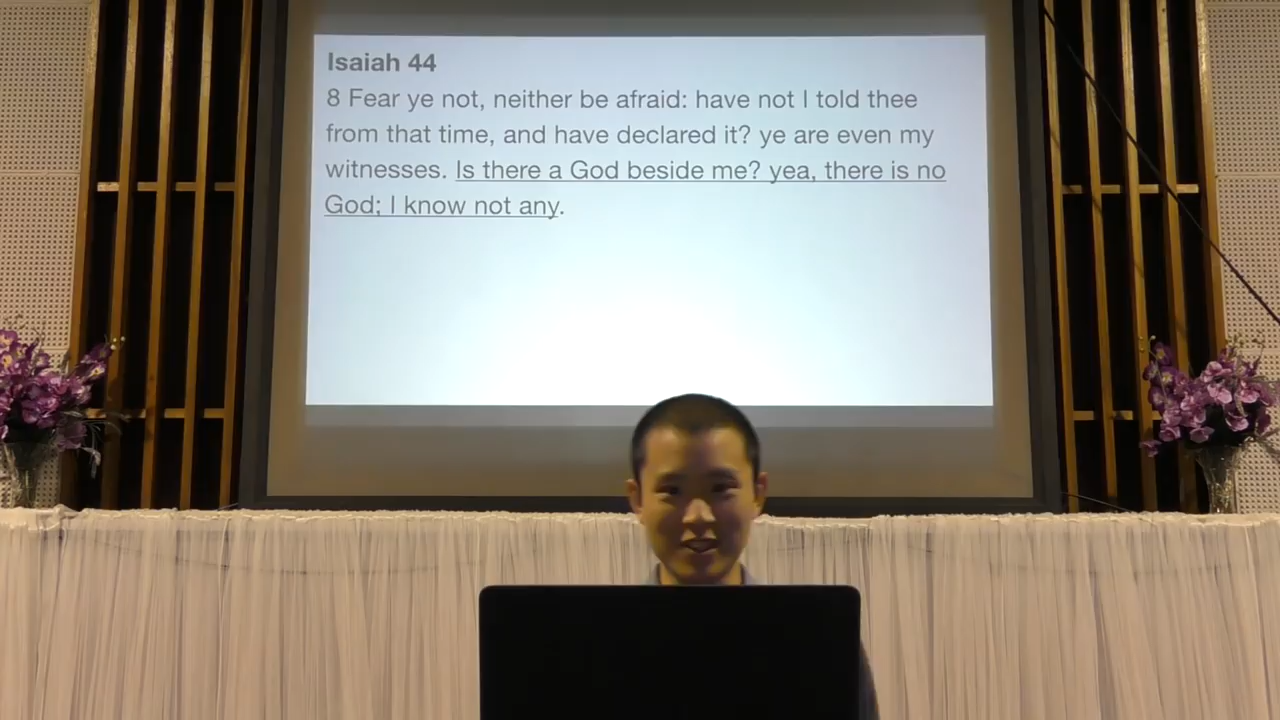 Isaiah 44
8 Fear ye not, neither be afraid: have not I told thee
from that time, and have declared it? ye are even my
witnesses. Is there a God beside me? yea, there is no
God; I know not any.